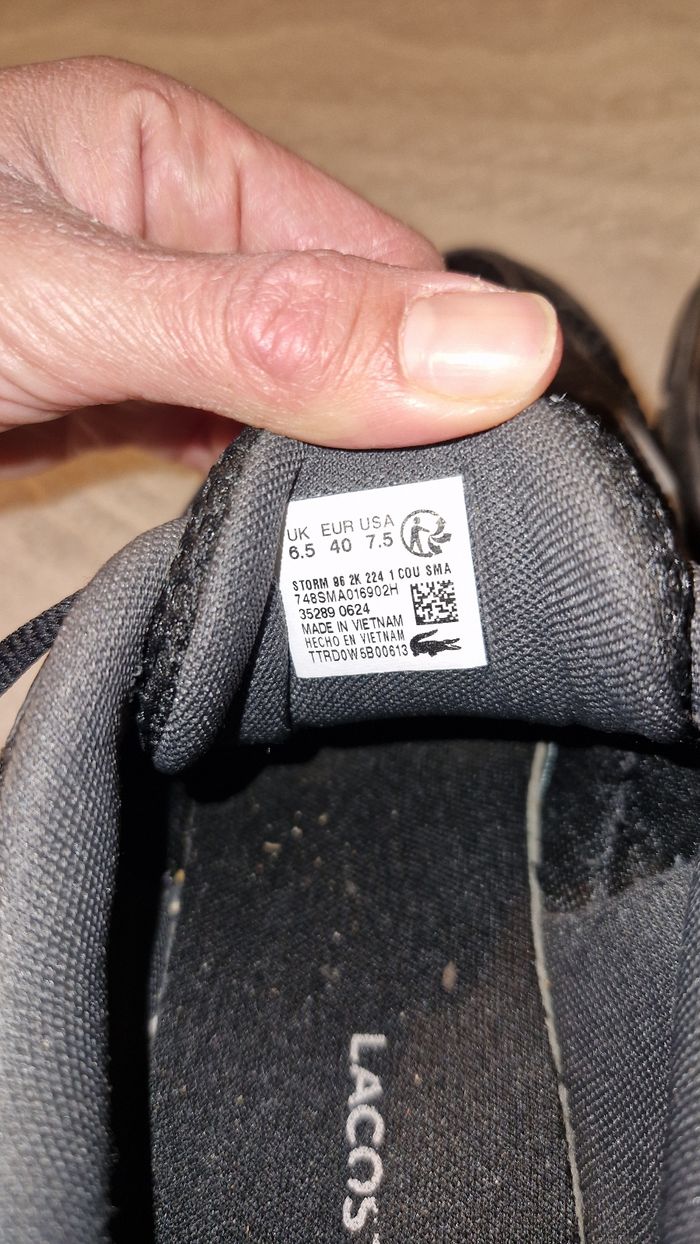 UK EUR USA
6.5 40 7.5
STORM 96 2K 224 1 COU SMA
748SMA016902H
35289 0624
MADE IN VIETNAM
HECHO EN VIETNAM
TTRD0W5B00613
LACOST